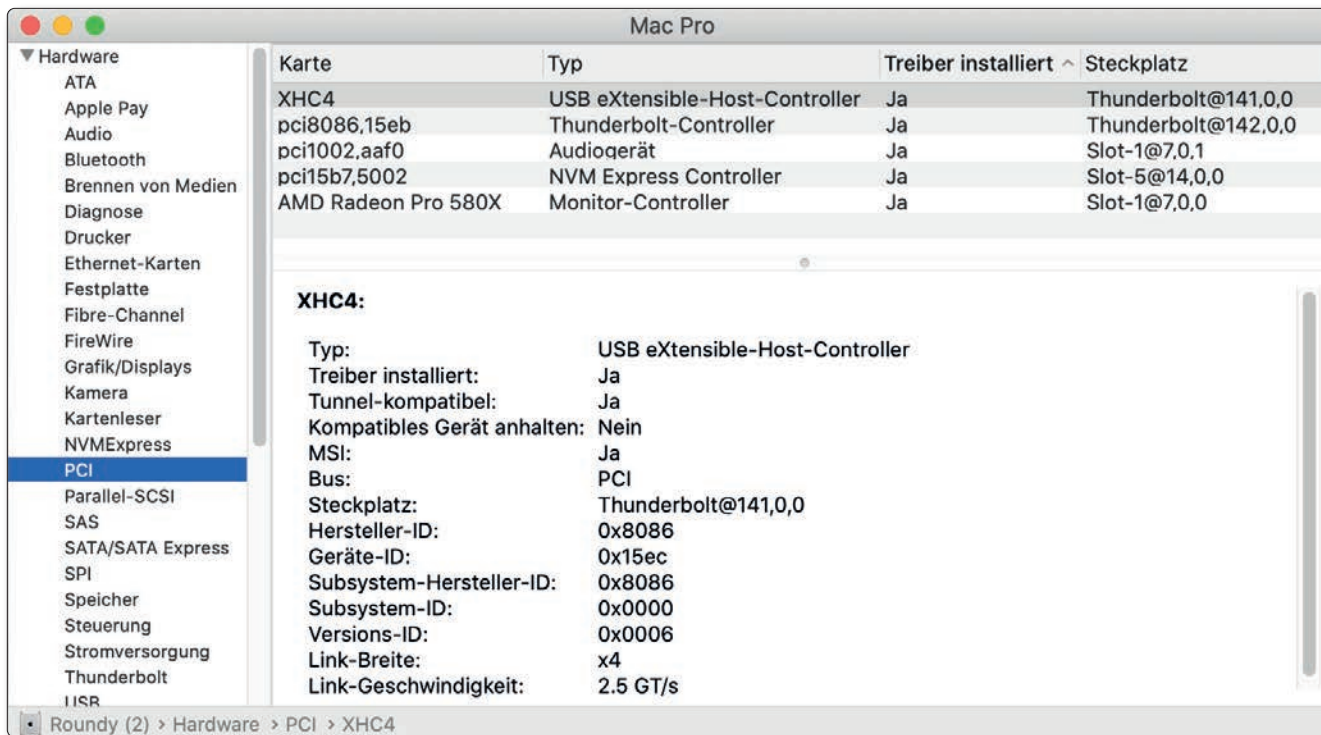 Mac Pro
Hardware
ATA
Apple Pay
Audio
Bluetooth
Brennen von Medien
Diagnose
Drucker
Ethernet-Karten
Festplatte
Fibre-Channel
FireWire
Grafik/Displays
Kamera
Kartenleser
NVMExpress
PCI
Parallel-SCSI
SAS
SATA/SATA Express
SPI
Speicher
Steuerung
Stromversorgung
Thunderbolt
USB
Karte Typ Treiber installiert Steckplatz
XHC4 USB eXtensible-Host-Controller Ja Thunderbolt@141,0,0
pci8086,15eb Thunderbolt-Controller Ja Thunderbolt@142,0,0
pci1002,aaf0 Audiogerät Ja Slot-1@7,0,1
pci15b7,5002 NVM Express Controller Ja Slot-5@14,0,0
AMD Radeon Pro 580X Monitor-Controller Ja Slot-1@7,0,0
XHC4:
Typ: USB eXtensible-Host-Controller
Treiber installiert: Ja
Tunnel-kompatibel: Ja
Kompatibles Gerät anhalten: Nein
MSI: Ja
Bus: PCI
Steckplatz: Thunderbolt@141,0,0
Hersteller-ID: 0x8086
Geräte-ID: 0x15ec
Subsystem-Hersteller-ID: 0x8086
Subsystem-ID: 0x0000
Versions-ID: 0x0006
Link-Breite: x4
Link-Geschwindigkeit: 2.5 GT/s
Roundy (2) › Hardware › PCI › XHC4